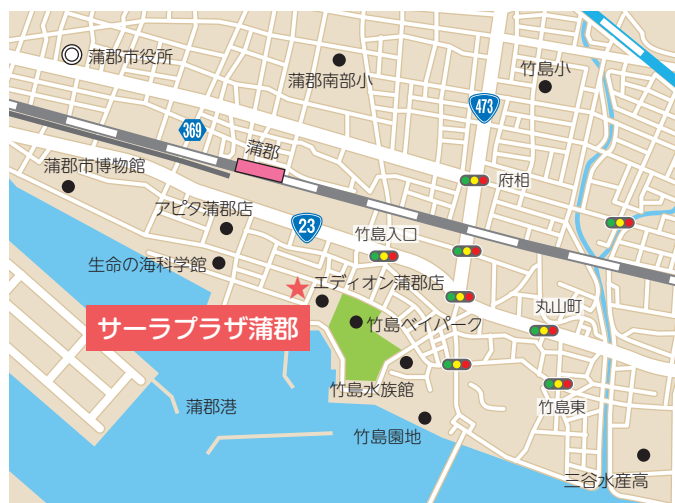 蒲郡市役所
蒲郡南部小
竹島小
473
369
蒲郡
府相
蒲郡市博物館
アピタ蒲郡店
23
竹島入口
生命の海科学館
エディオン蒲郡店
丸山町
サーラプラザ蒲郡
竹島ベイパーク
竹島水族館
蒲郡港
竹島東
竹島園地
三谷水産高